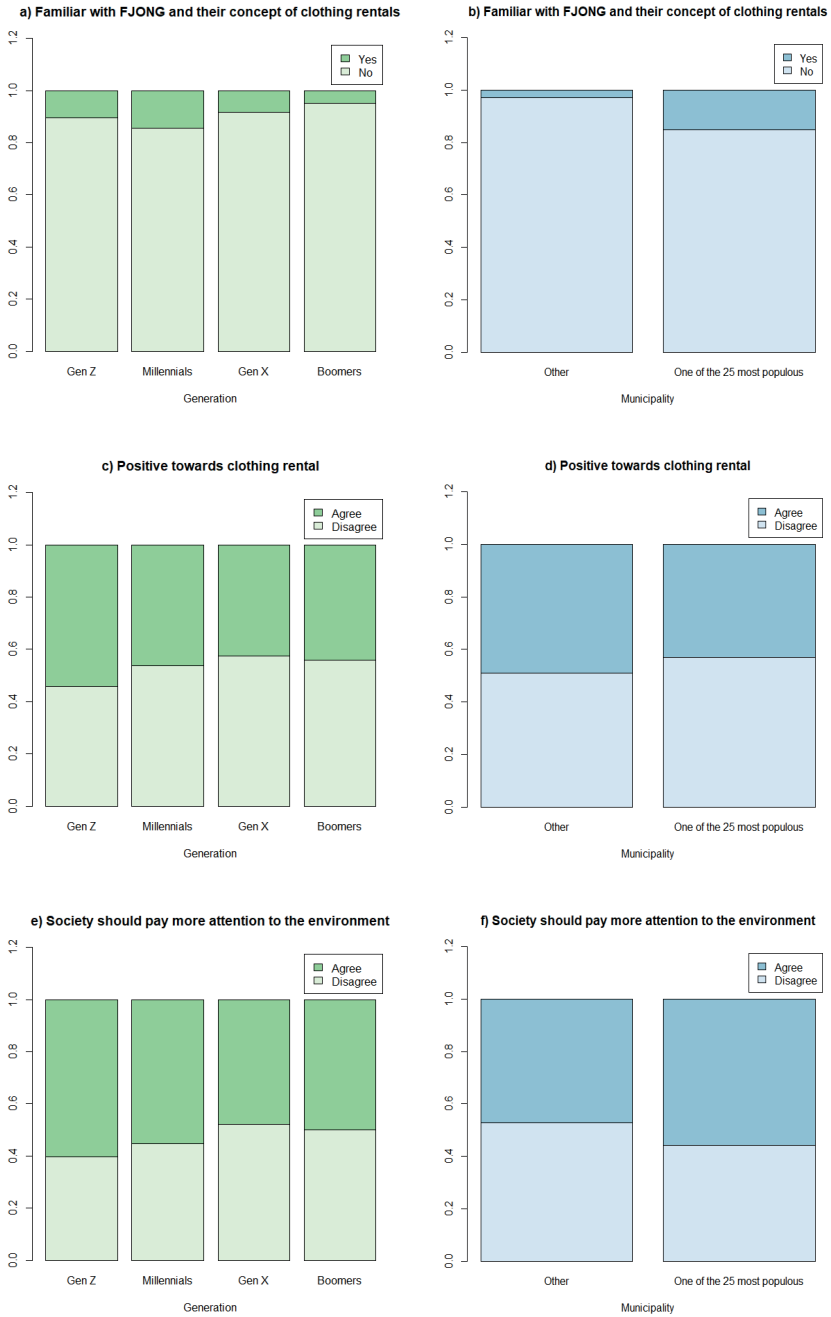 a) Familiar with FJONG and their concept of clothing rentals
1.2
1.0
0.8
0.6
0.4
0.2
0.0
Yes
No
Gen Z Millennials Gen X Boomers
Generation
b) Familiar with FJONG and their concept of clothing rentals
1.2
1.0
0.8
0.6
0.4
0.2
0.0
Yes
No
Other One of the 25 most populous
Municipality
c) Positive towards clothing rental
1.2
1.0
0.8
0.6
0.4
0.2
0.0
Agree
Disagree
Gen Z Millennials Gen X Boomers
Generation
d) Positive towards clothing rental
1.2
1.0
0.8
0.6
0.4
0.2
0.0
Agree
Disagree
Other One of the 25 most populous
Municipality
e) Society should pay more attention to the environment
1.2
1.0
0.8
0.6
0.4
0.2
0.0
Agree
Disagree
Gen Z Millennials Gen X Boomers
Generation
f) Society should pay more attention to the environment
1.2
1.0
0.8
0.6
0.4
0.2
0.0
Agree
Disagree
Other One of the 25 most populous
Municipality